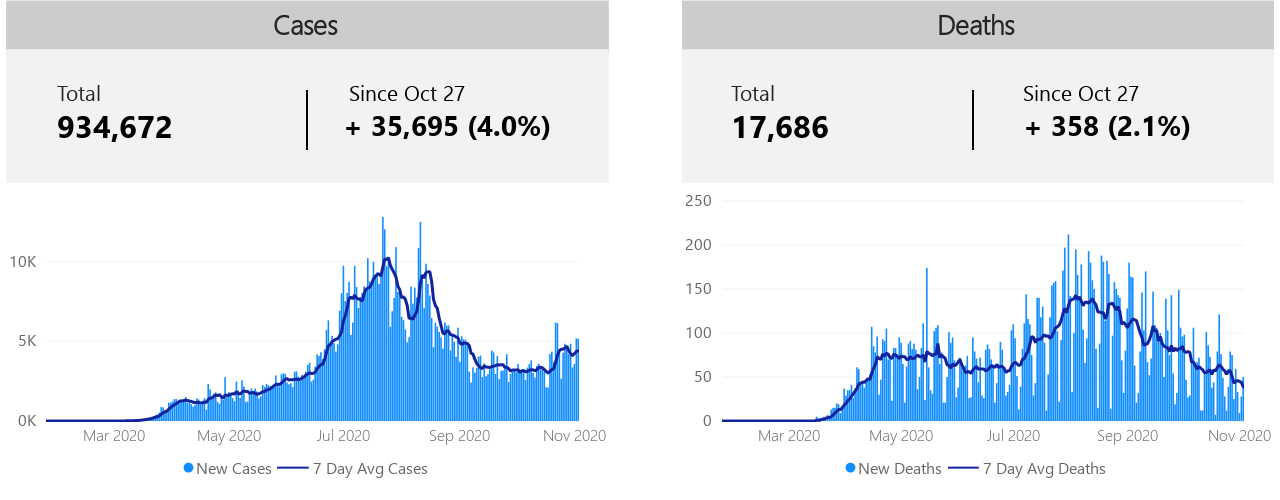 Cases
Total
934,672
Since Oct 27
+ 35,695 (4.0%)
10K
5K
0K
Mar 2020 May 2020 Jul 2020 Sep 2020 Nov 2020
New Cases 7 Day Avg Cases
Deaths
Total
17,686
Since Oct 27
+ 358 (2.1%)
250
200
150
100
50
0
Mar 2020 May 2020 Jul 2020 Sep 2020 Nov 2020
New Deaths 7 Day Avg Deaths